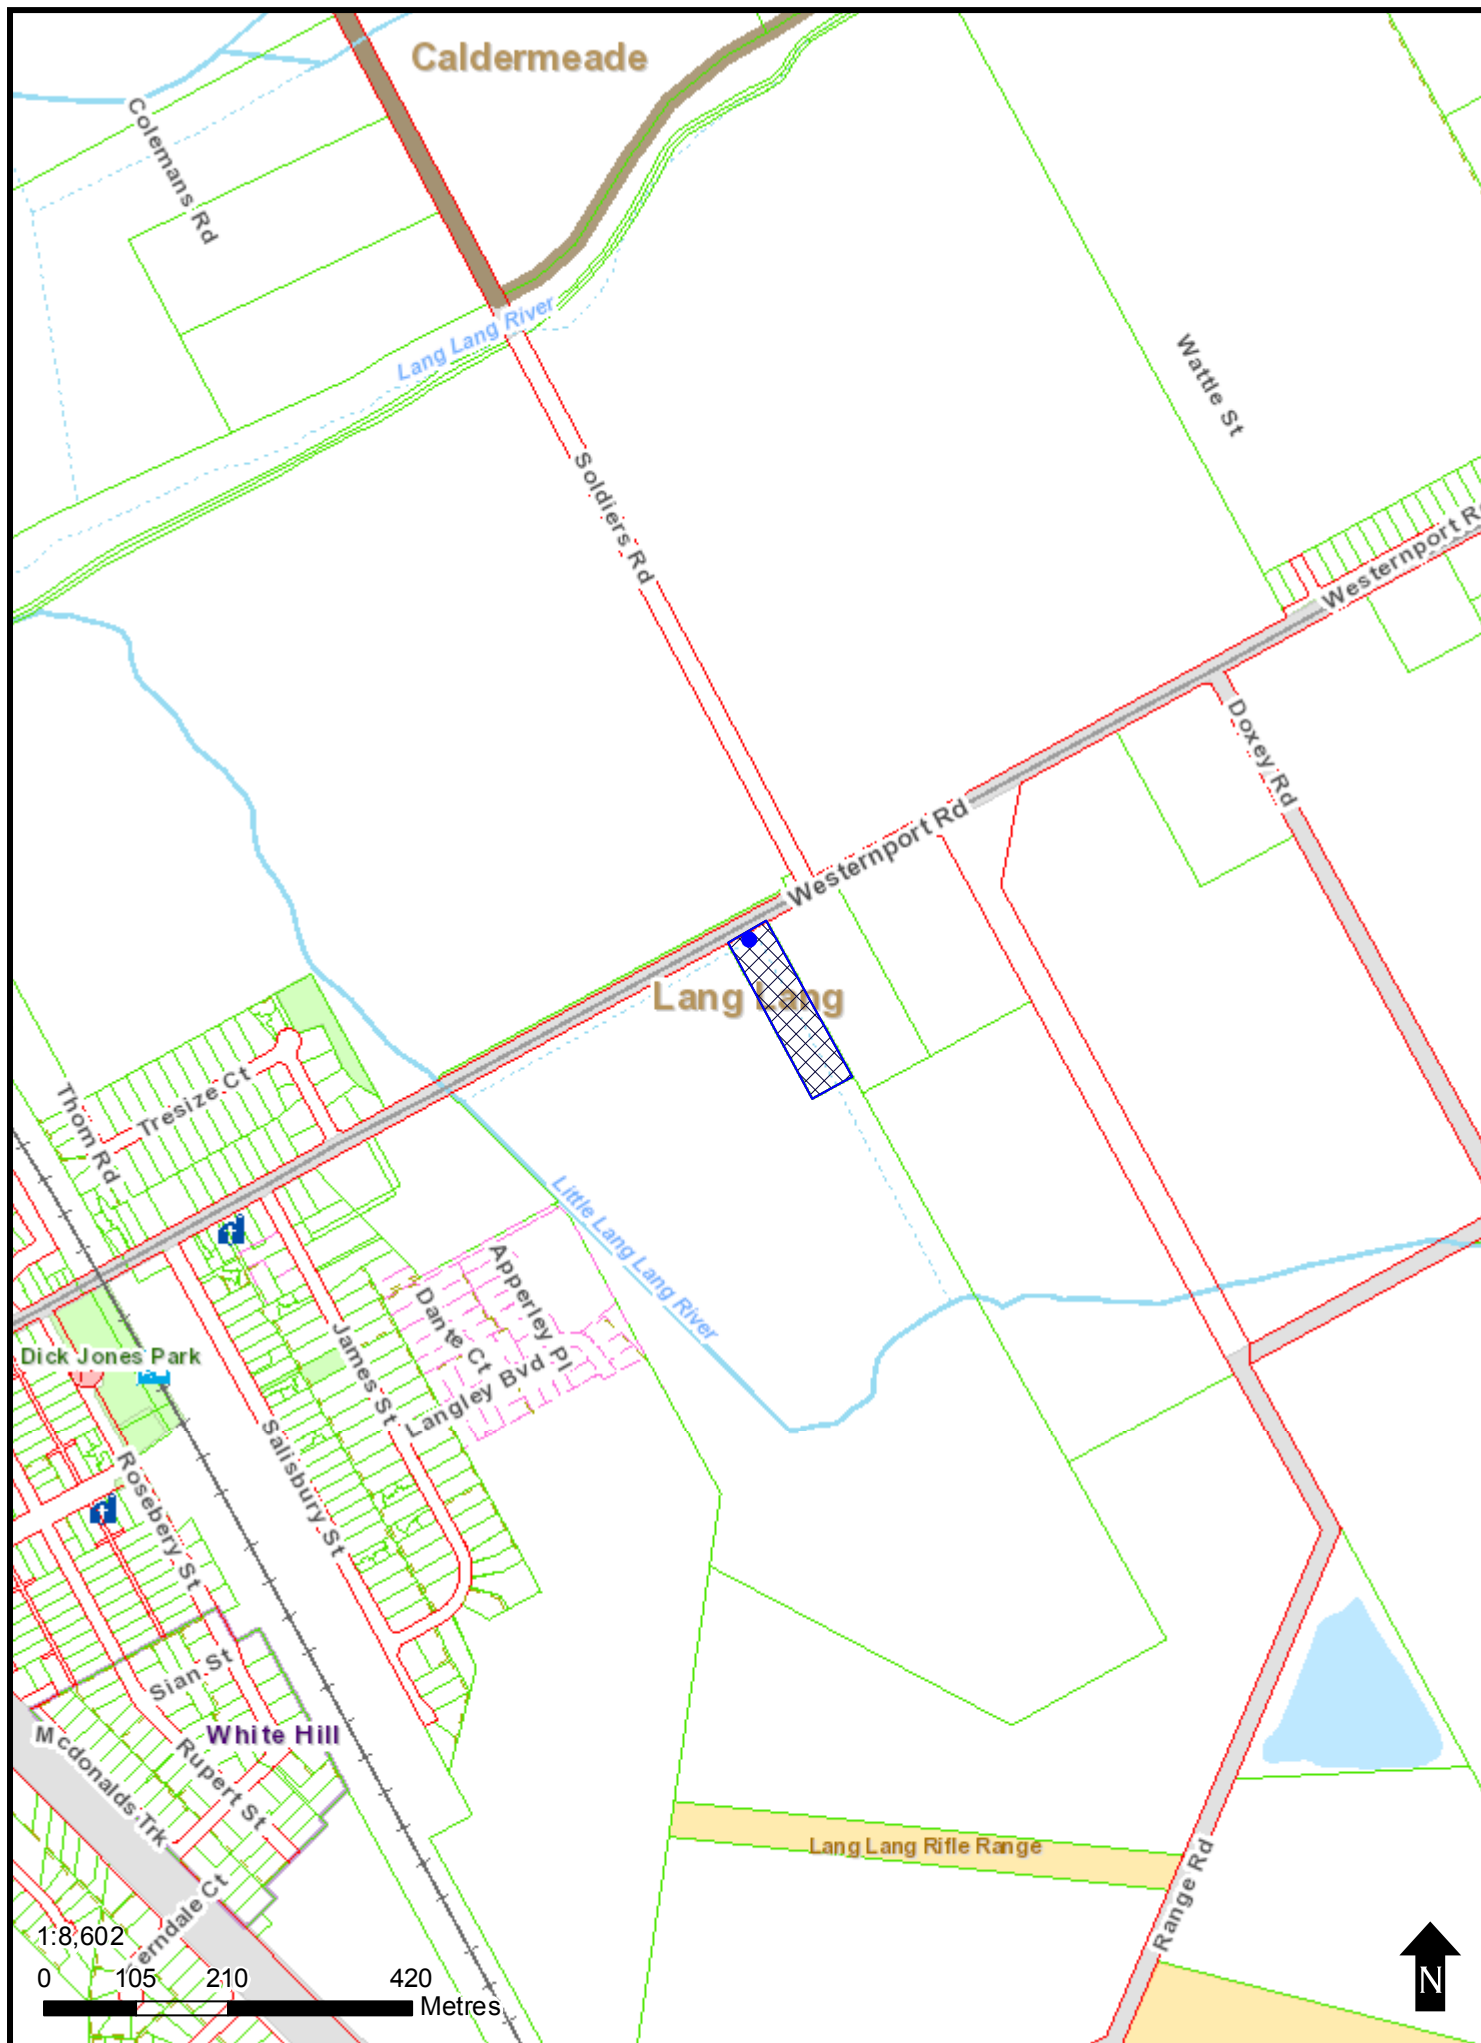 Caldermeade
Colemans Rd
Lang Lang River
Wattle St
Soldiers Rd
Westernport Rd
Doxey Rd
Westernport Rd
Lang Lang
Tresize Ct
Thom Rd
Little Lang Lang River
Apperley Pl
Dante Ct
James St
Langley Bvd
Dick Jones Park
Salisbury St
Rosebery St
Sian St
White Hill
Mcdonalds Trk
Rupert St
Lang Lang Rifle Range
Range Rd
erndale Ct
1:8,602
0 105 210 420
Metres
N